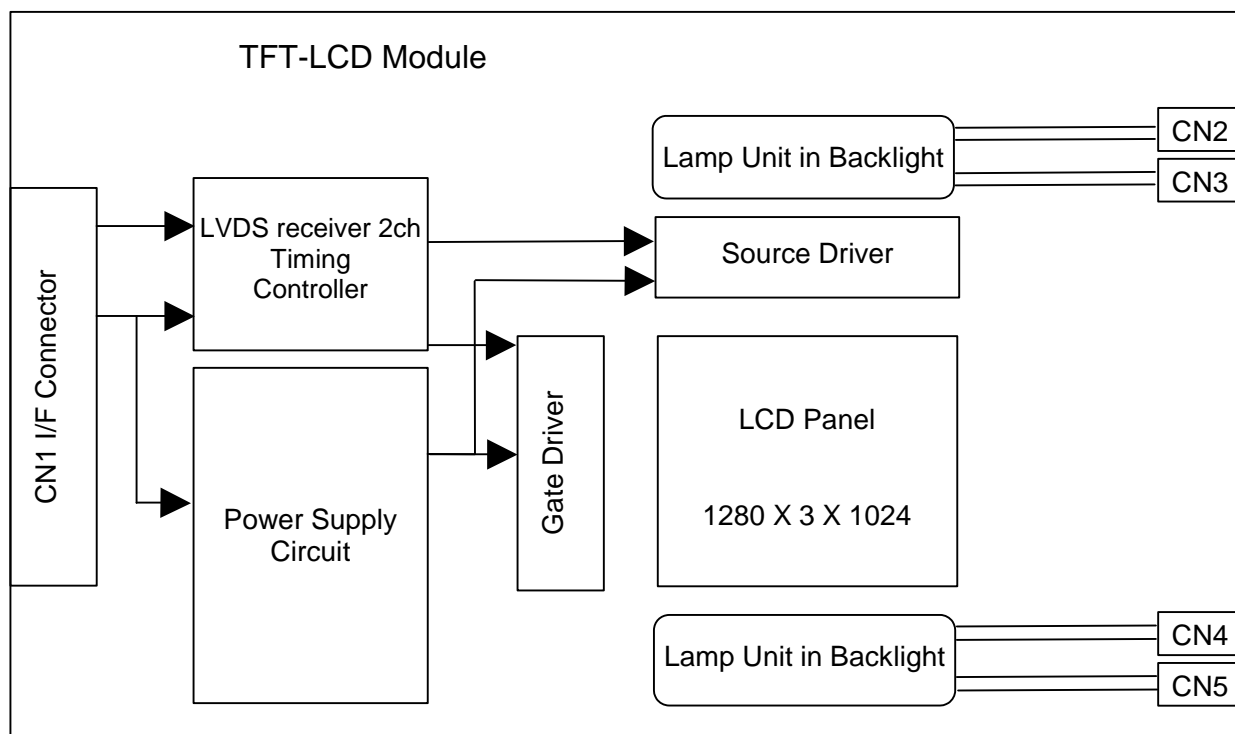 TFT-LCD Module
Lamp Unit in Backlight
CN2
CN3
CN1 I/F Connector
LVDS receiver 2ch
Timing
Controller
Source Driver
Gate Driver
LCD Panel
1280 X 3 X 1024
Power Supply
Circuit
Lamp Unit in Backlight
CN4
CN5